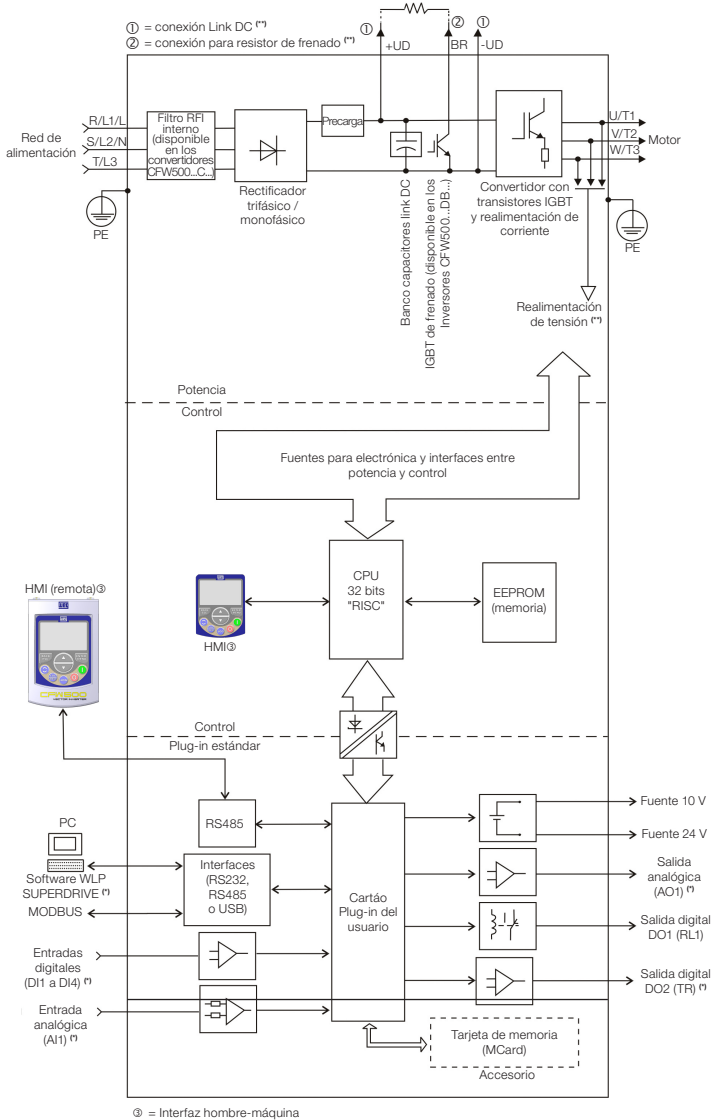 ① = conexión Link DC (**)
② = conexión para resistor de frenado (**)
① ② ①
+UD BR -UD
Red de
alimentación
R/L1/L
S/L2/N
T/L3
PE
Filtro RFI
interno
(disponible
en los
convertidores
CFW500...C...)
Rectificador
trifásico /
monofásico
Precarga
Banco capacitores link DC
IGBT de frenado (disponible en los
Inversores CFW500...DB...)
Convertidor con
transistores IGBT
y realimentación de
corriente
U/T1
V/T2
W/T3
Motor
PE
Realimentación
de tensión (**)
Potencia
Control
Fuentes para electrónica y interfaces entre
potencia y control
HMI (remota)③
HMI③
CPU
32 bits
"RISC"
EEPROM
(memoria)
Control
Plug-in estándar
RS485
PC
Software WLP
SUPERDRIVE (*)
MODBUS
Interfaces
(RS232,
RS485
o USB)
Entradas
digitales
(DI1 a DI4) (*)
Entrada
analógica
(AI1) (*)
Cartáo
Plug-in del
usuario
Fuente 10 V
Fuente 24 V
Salida
analógica
(AO1) (*)
Salida digital
DO1 (RL1)
Salida digital
DO2 (TR) (*)
Tarjeta de memoria
(MCard)
Accesorio
③ = Interfaz hombre-máquina